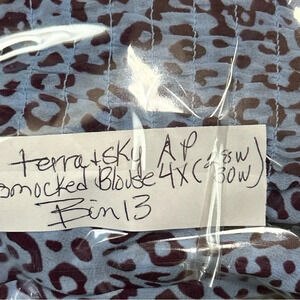 terra+sky AP
smocked Blouse 4X (28W-30W)
Bin 13